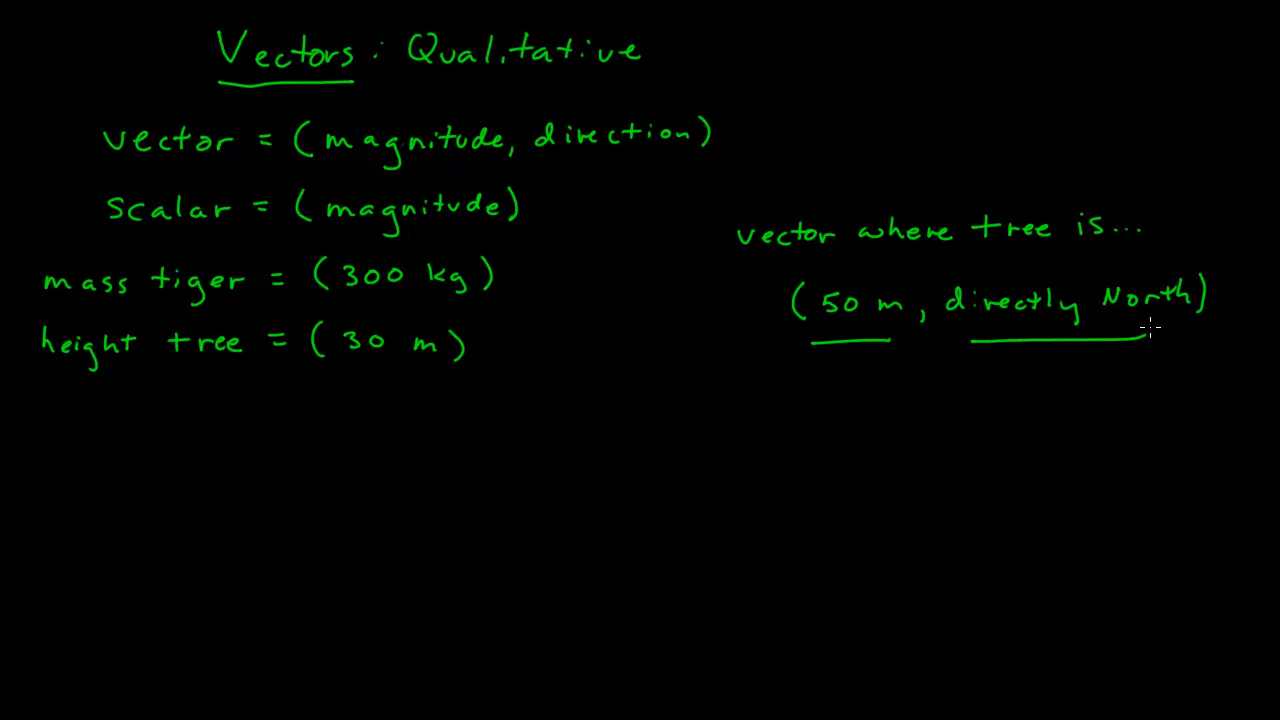 Vectors: Qualitative
vector = (magnitude, direction)
scalar = (magnitude)
mass tiger = (300 kg)
height tree = (30 m)
vector where tree is...
(50 m, directly North)